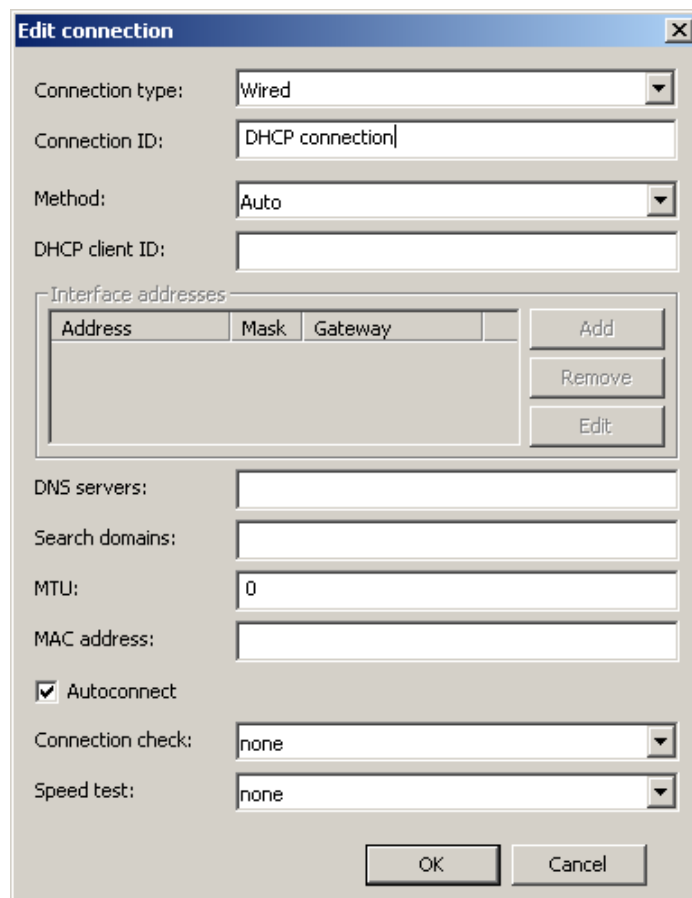 Edit connection
Connection type: Wired
Connection ID: DHCP connection
Method: Auto
DHCP client ID:
Interface addresses
Address Mask Gateway Add
Remove
Edit
DNS servers:
Search domains:
MTU: 0
MAC address:
Autoconnect
Connection check: none
Speed test: none
OK Cancel